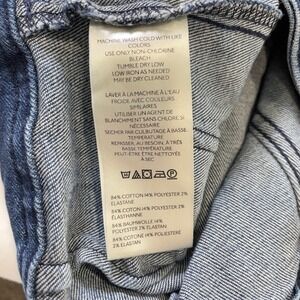 MACHINE WASH COLD WITH LIKE
COLORS
USE ONLY NON-CHLORINE
BLEACH
TUMBLE DRY LOW
LOW IRON AS NEEDED
MAY BE DRY CLEANED
LAVER À LA MACHINE À L'EAU
FROIDE AVEC COULEURS
SIMILAIRES
UTILISER UN AGENT DE
BLANCHIMENT SANS CHLORE SI
NÉCESSAIRE
SECHER PAR CULBUTAGE À BASSE
TEMPÉRATURE
REPASSER, AU BESOIN, À TRÈS
BASSE TEMPÉRATURE
PEUT-ÊTRE ÊTRE NETTOYÉE
À SEC
84% COTTON 14% POLYESTER 2%
ELASTANE
84% COTON 14% POLYESTER 2%
ÉLASTHANNE
84% BAUMWOLLE 14%
POLYESTER 2% ELASTAN
84% COTONE 14% POLIESTERE
2% ELASTAN